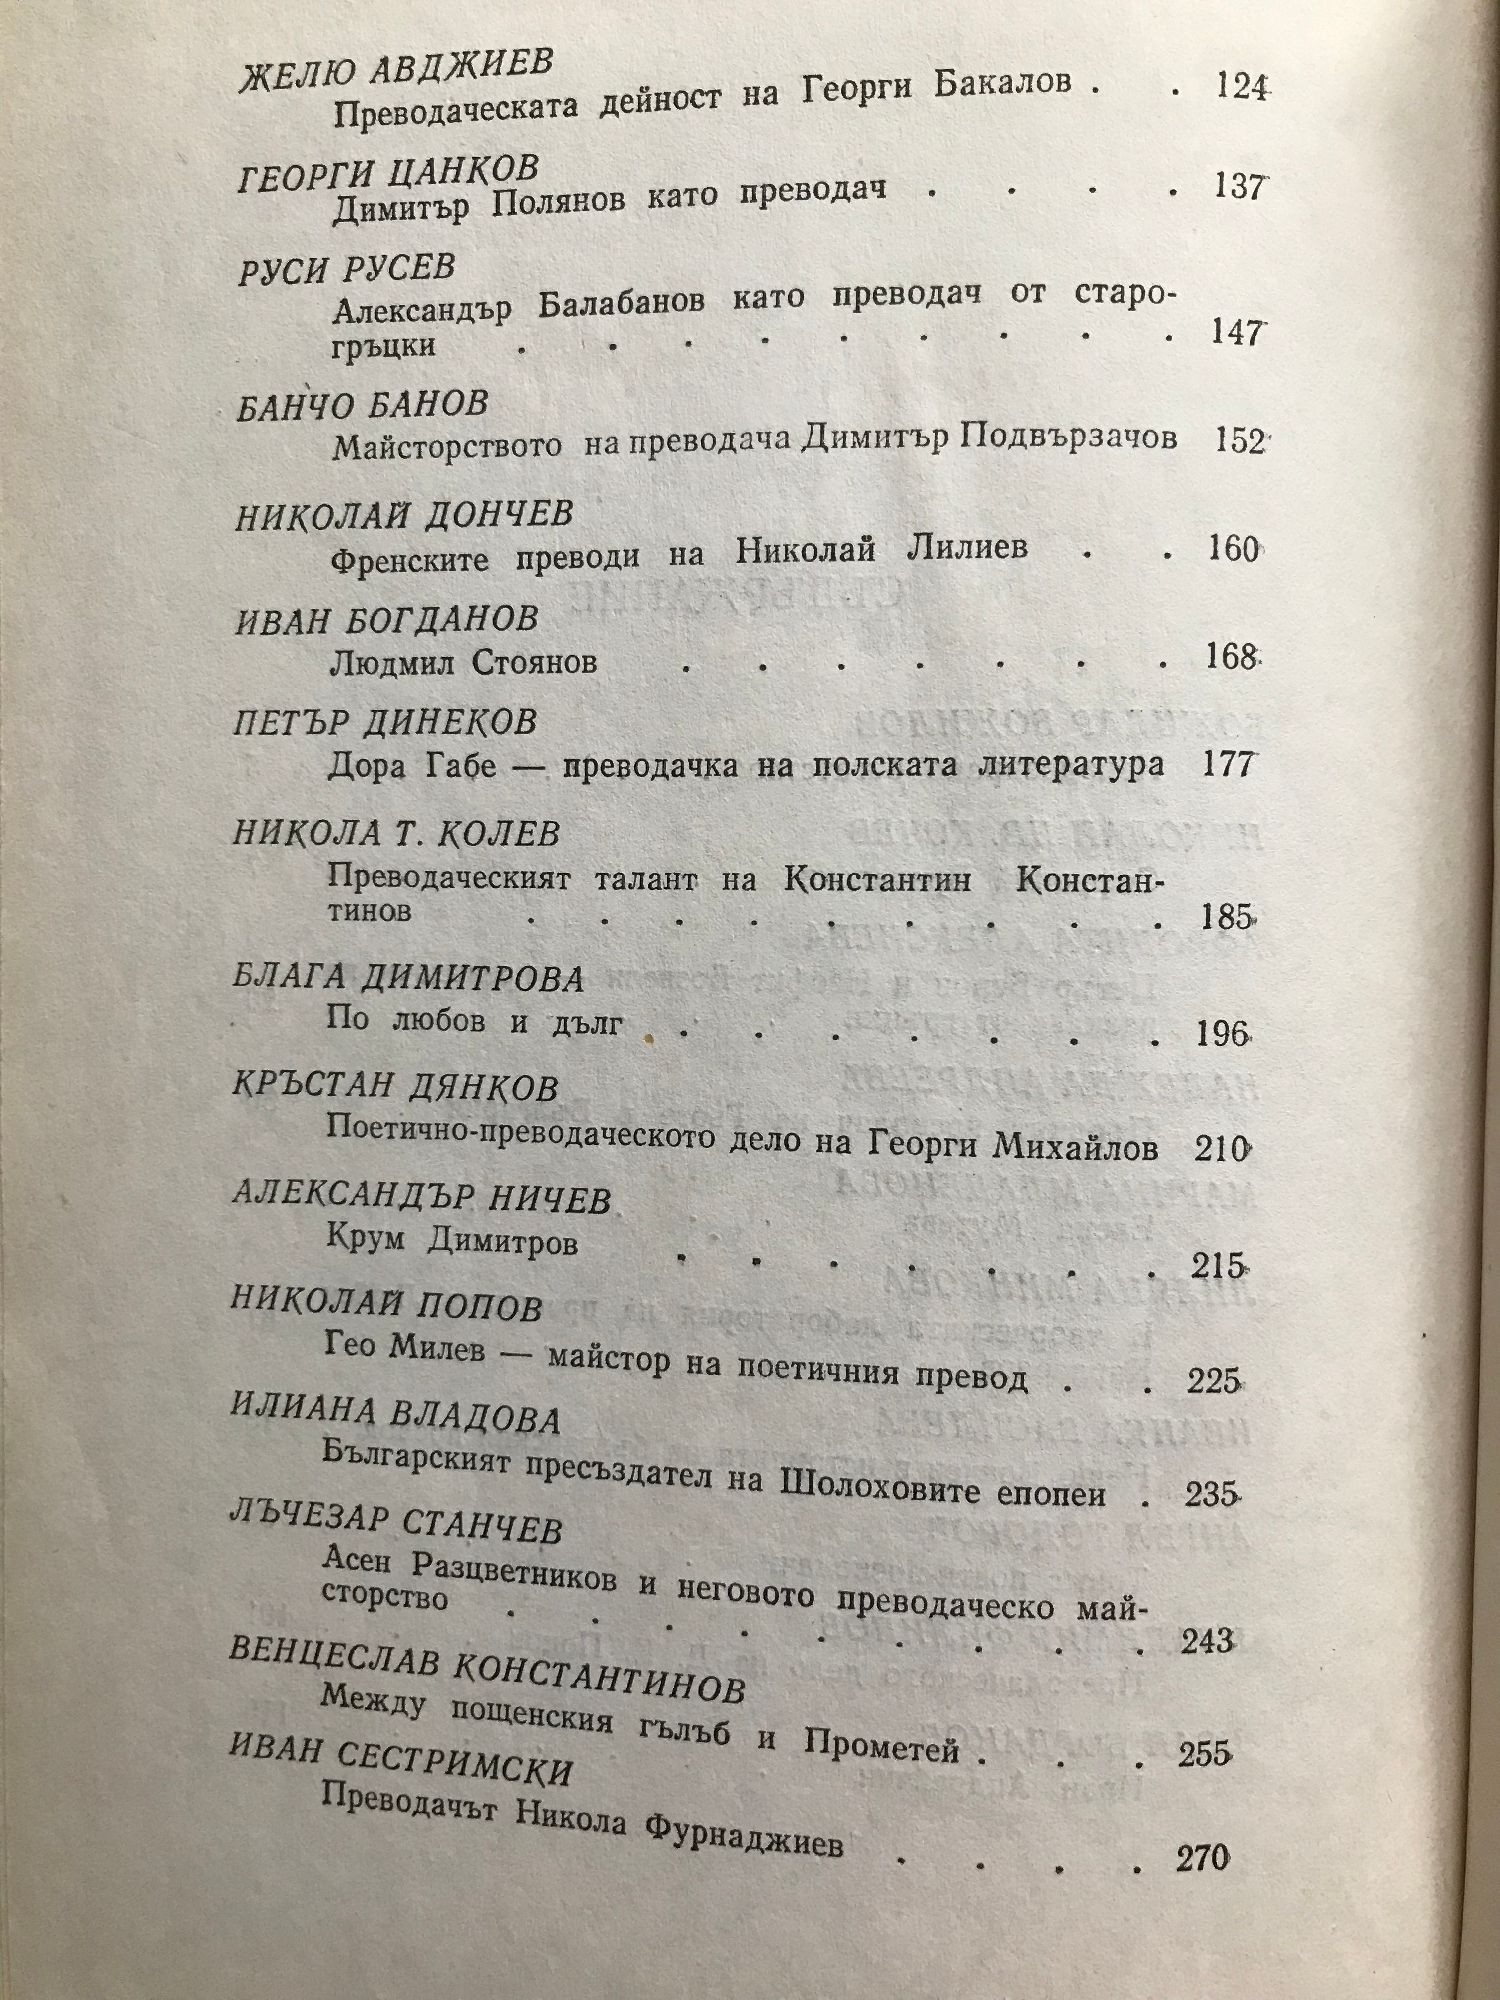 ЖЕЛЮ АВДЖИЕВ
Преводаческата дейност на Георги Бакалов . . 124
ГЕОРГИ ЦАНКОВ
Димитър Полянов като преводач . . . . 137
РУСИ РУСЕВ
Александър Балабанов като преводач от старо-
гръцки . . . . . . . . . 147
БАНЧО БАНОВ
Майсторството на преводача Димитър Подвързачов 152
НИКОЛАЙ ДОНЧЕВ
Френските преводи на Николай Лилиев . . 160
ИВАН БОГДАНОВ
Людмил Стоянов . . . . . . . 168
ПЕТЪР ДИНЕКОВ
Дора Габе — преводачка на полската литература 177
НИКОЛА Т. КОЛЕВ
Преводаческият талант на Константин Констан-
тинов . . . . . . . . . 185
БЛАГА ДИМИТРОВА
По любов и дълг . . . . . . . 196
КРЪСТАН ДЯНКОВ
Поетично-преводаческото дело на Георги Михайлов 210
АЛЕКСАНДЪР НИЧЕВ
Крум Димитров . . . . . . . 215
НИКОЛАЙ ПОПОВ
Гео Милев — майстор на поетичния превод . . 225
ИЛИАНА ВЛАДОВА
Българският пресъздател на Шолоховите епопеи . 235
ЛЪЧЕЗАР СТАНЧЕВ
Асен Разцветников и неговото преводаческо май-
сторство . . . . . . . . . 243
ВЕНЦЕСЛАВ КОНСТАНТИНОВ
Между пощенския гълъб и Прометей . . . 255
ИВАН СЕСТРИМСКИ
Преводачът Никола Фурнаджиев . . . . 270